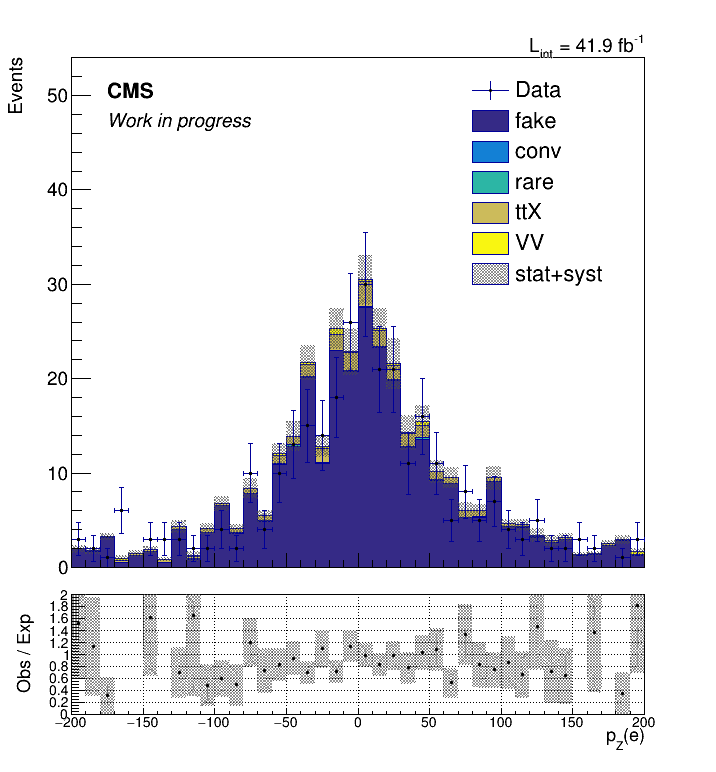 L_int = 41.9 fb^-1
Events
CMS
Work in progress
Data
fake
conv
rare
ttX
VV
stat+syst
50
40
30
20
10
0
Obs / Exp
2
1.8
1.6
1.4
1.2
1
0.8
0.6
0.4
0.2
0
−200 −150 −100 −50 0 50 100 150 200
p_Z(e)